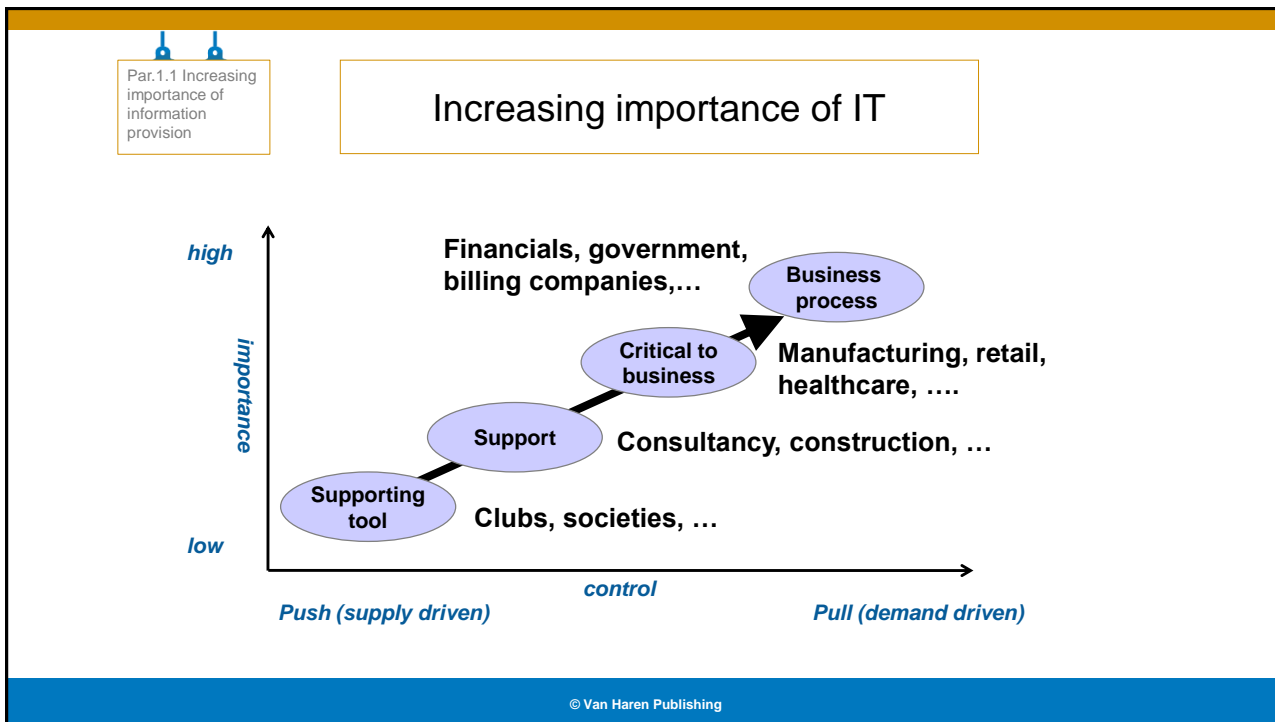 Par.1.1 Increasing
importance of
information
provision
Increasing importance of IT
high
importance
low
Financials, government,
billing companies,…
Business
process
Critical to
business
Manufacturing, retail,
healthcare, ….
Support
Consultancy, construction, …
Supporting
tool
Clubs, societies, …
control
Push (supply driven)
Pull (demand driven)
© Van Haren Publishing